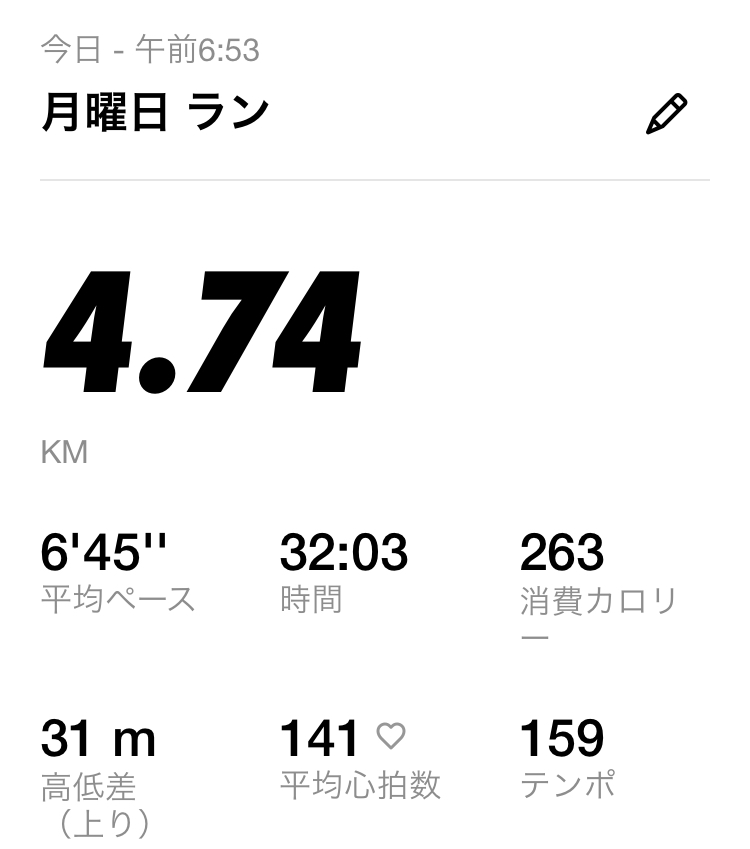 今日 - 午前6:53
月曜日 ラン
4.74
KM
6'45'' 32:03 263
平均ペース 時間 消費カロリ
ー
31 m 141 159
高低差 平均心拍数 テンポ
（上り）